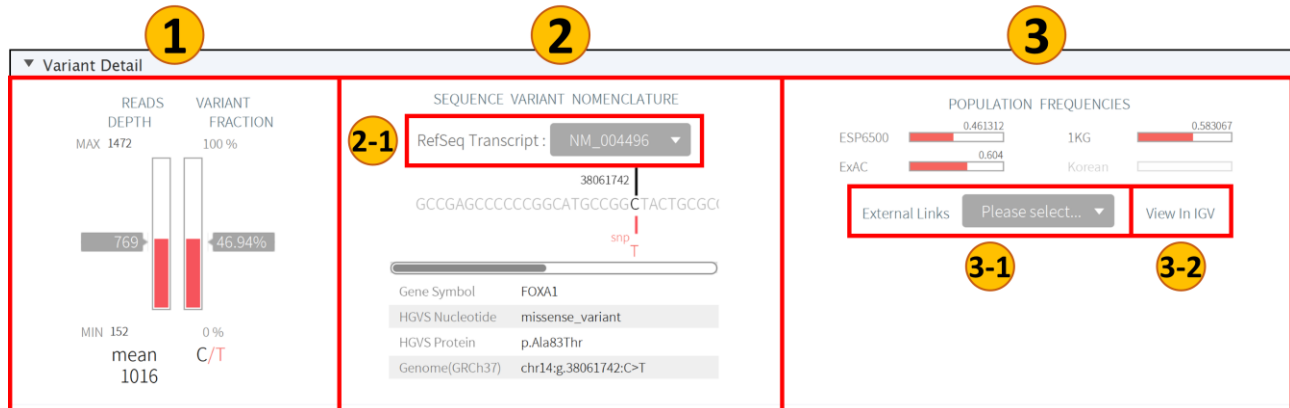 1
2
3
Variant Detail
READS DEPTH
VARIANT FRACTION
MAX 1472
100 %
769
46.94%
MIN 152
0 %
mean 1016
C/T
SEQUENCE VARIANT NOMENCLATURE
2-1
RefSeq Transcript : NM_004496
38061742
GCCGAGCCCCCCGGCATGCCGGCTACTGCGC
snp
T
Gene Symbol FOXA1
HGVS Nucleotide missense_variant
HGVS Protein p.Ala83Thr
Genome(GRCh37) chr14:g.38061742:C>T
POPULATION FREQUENCIES
ESP6500 0.461312
1KG 0.583067
ExAC 0.604
Korean
External Links Please select...
View In IGV
3-1
3-2